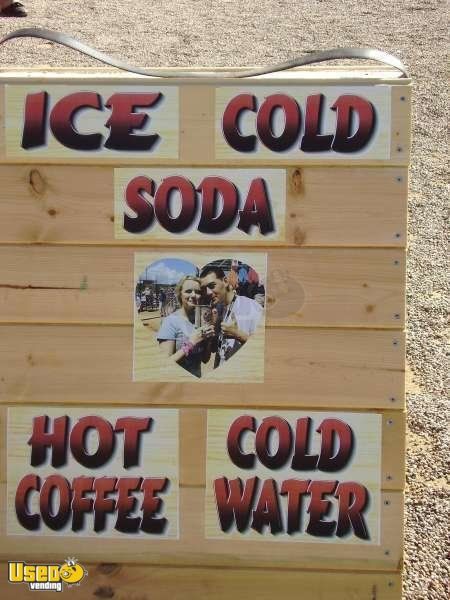 ICE COLD
SODA
HOT COLD
COFFEE WATER
USED
vending